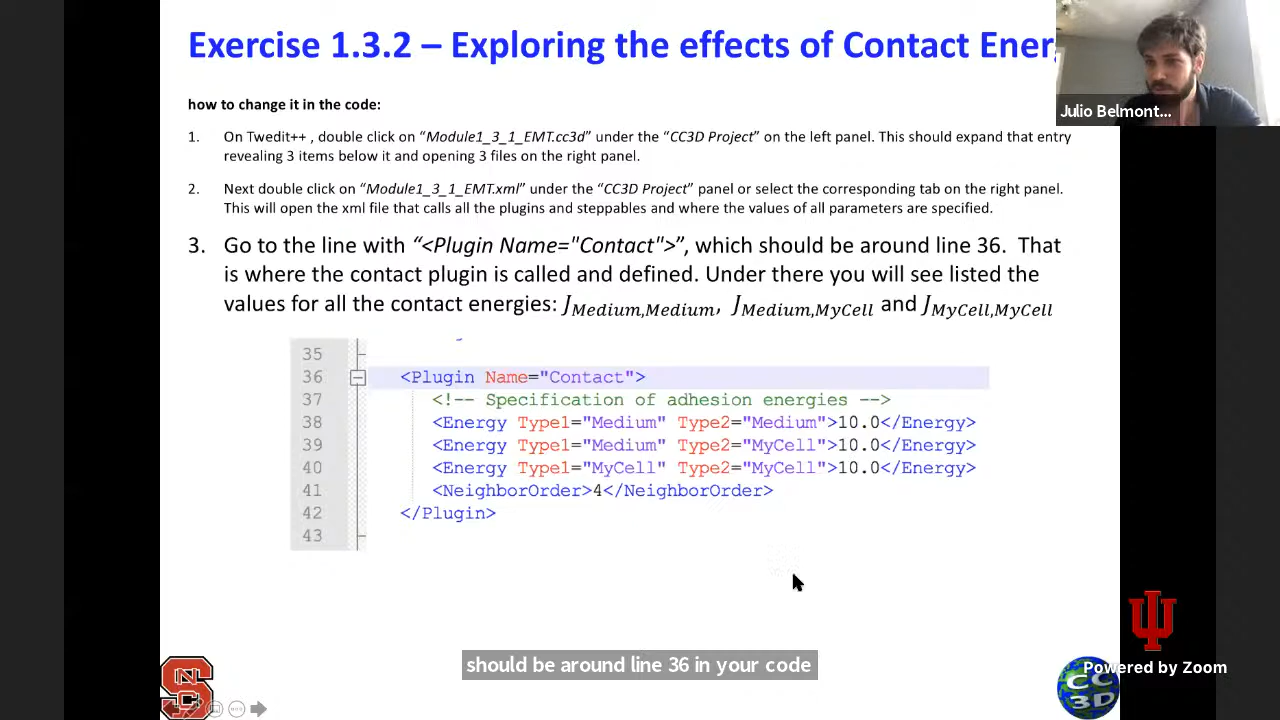 Exercise 1.3.2 – Exploring the effects of Contact Ener
Julio Belmont...
how to change it in the code:
1. On Twedit++ , double click on “Module1_3_1_EMT.cc3d” under the “CC3D Project” on the left panel. This should expand that entry
revealing 3 items below it and opening 3 files on the right panel.
2. Next double click on “Module1_3_1_EMT.xml” under the “CC3D Project” panel or select the corresponding tab on the right panel.
This will open the xml file that calls all the plugins and steppables and where the values of all parameters are specified.
3. Go to the line with “<Plugin Name="Contact">”, which should be around line 36. That
is where the contact plugin is called and defined. Under there you will see listed the
values for all the contact energies: J_Medium,Medium, J_Medium,MyCell and J_MyCell,MyCell
35
36 <Plugin Name="Contact">
37 <!-- Specification of adhesion energies -->
38 <Energy Type1="Medium" Type2="Medium">10.0</Energy>
39 <Energy Type1="Medium" Type2="MyCell">10.0</Energy>
40 <Energy Type1="MyCell" Type2="MyCell">10.0</Energy>
41 <NeighborOrder>4</NeighborOrder>
42 </Plugin>
43
should be around line 36 in your code
Powered by Zoom
CC
3D